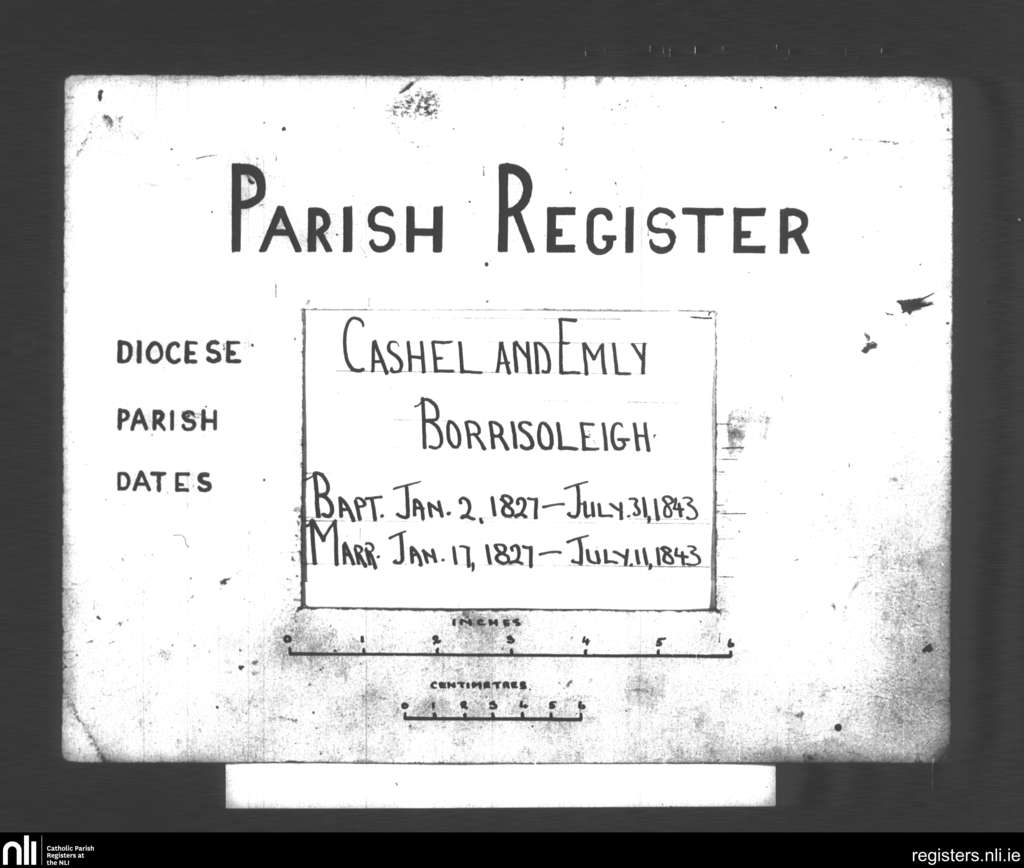 PARISH REGISTER
DIOCESE CASHEL AND EMLY
PARISH BORRISOLEIGH
DATES BAPT. JAN. 2, 1827 – JULY.31,1843
MARR. JAN. 17, 1827 – JULY.11,1843
INCHES
0 1 2 3 4 5 6
CENTIMETRES
0 1 2 3 4 5 6
nli Catholic Parish
Registers at
the NLI
registers.nli.ie